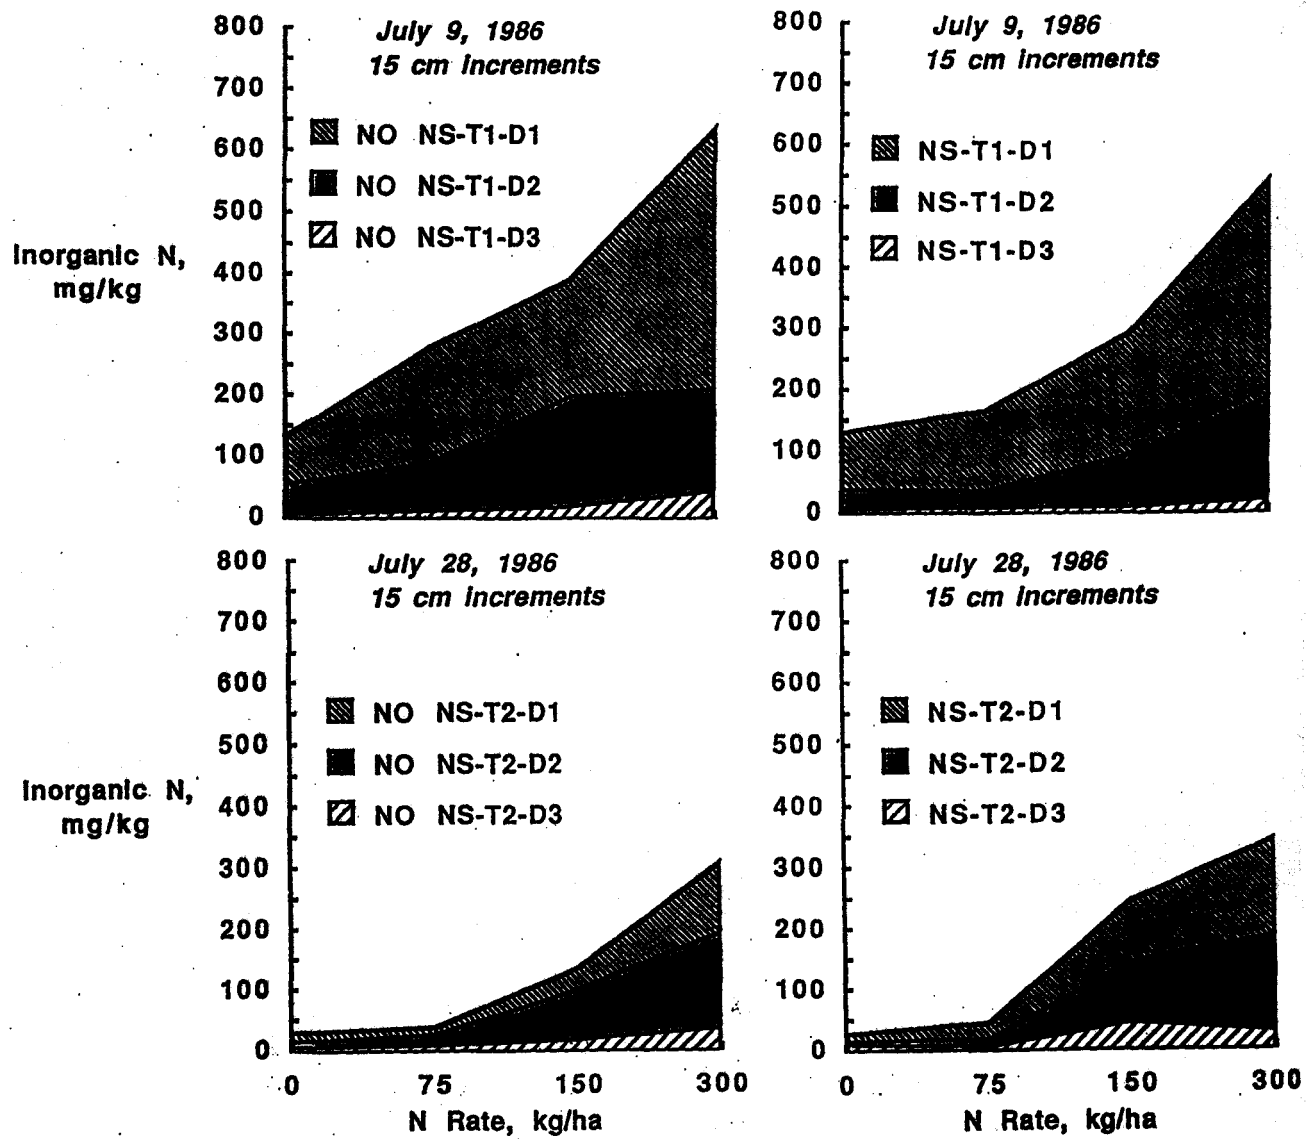 July 9, 1986
15 cm increments
800
700
600
500
400
300
200
100
0
NO NS-T1-D1
NO NS-T1-D2
NO NS-T1-D3
Inorganic N,
mg/kg
July 9, 1986
15 cm increments
800
700
600
500
400
300
200
100
0
NS-T1-D1
NS-T1-D2
NS-T1-D3
July 28, 1986
15 cm increments
800
700
600
500
400
300
200
100
0
NO NS-T2-D1
NO NS-T2-D2
NO NS-T2-D3
Inorganic N,
mg/kg
0 75 150 300
N Rate, kg/ha
July 28, 1986
15 cm increments
800
700
600
500
400
300
200
100
0
NS-T2-D1
NS-T2-D2
NS-T2-D3
0 75 150 300
N Rate, kg/ha